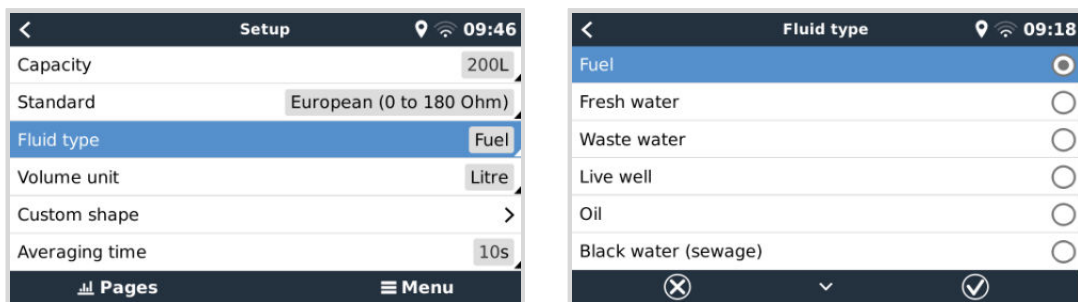 Setup 09:46
Capacity 200L
Standard European (0 to 180 Ohm)
Fluid type Fuel
Volume unit Litre
Custom shape
Averaging time 10s
Pages Menu
Fluid type 09:18
Fuel
Fresh water
Waste water
Live well
Oil
Black water (sewage)